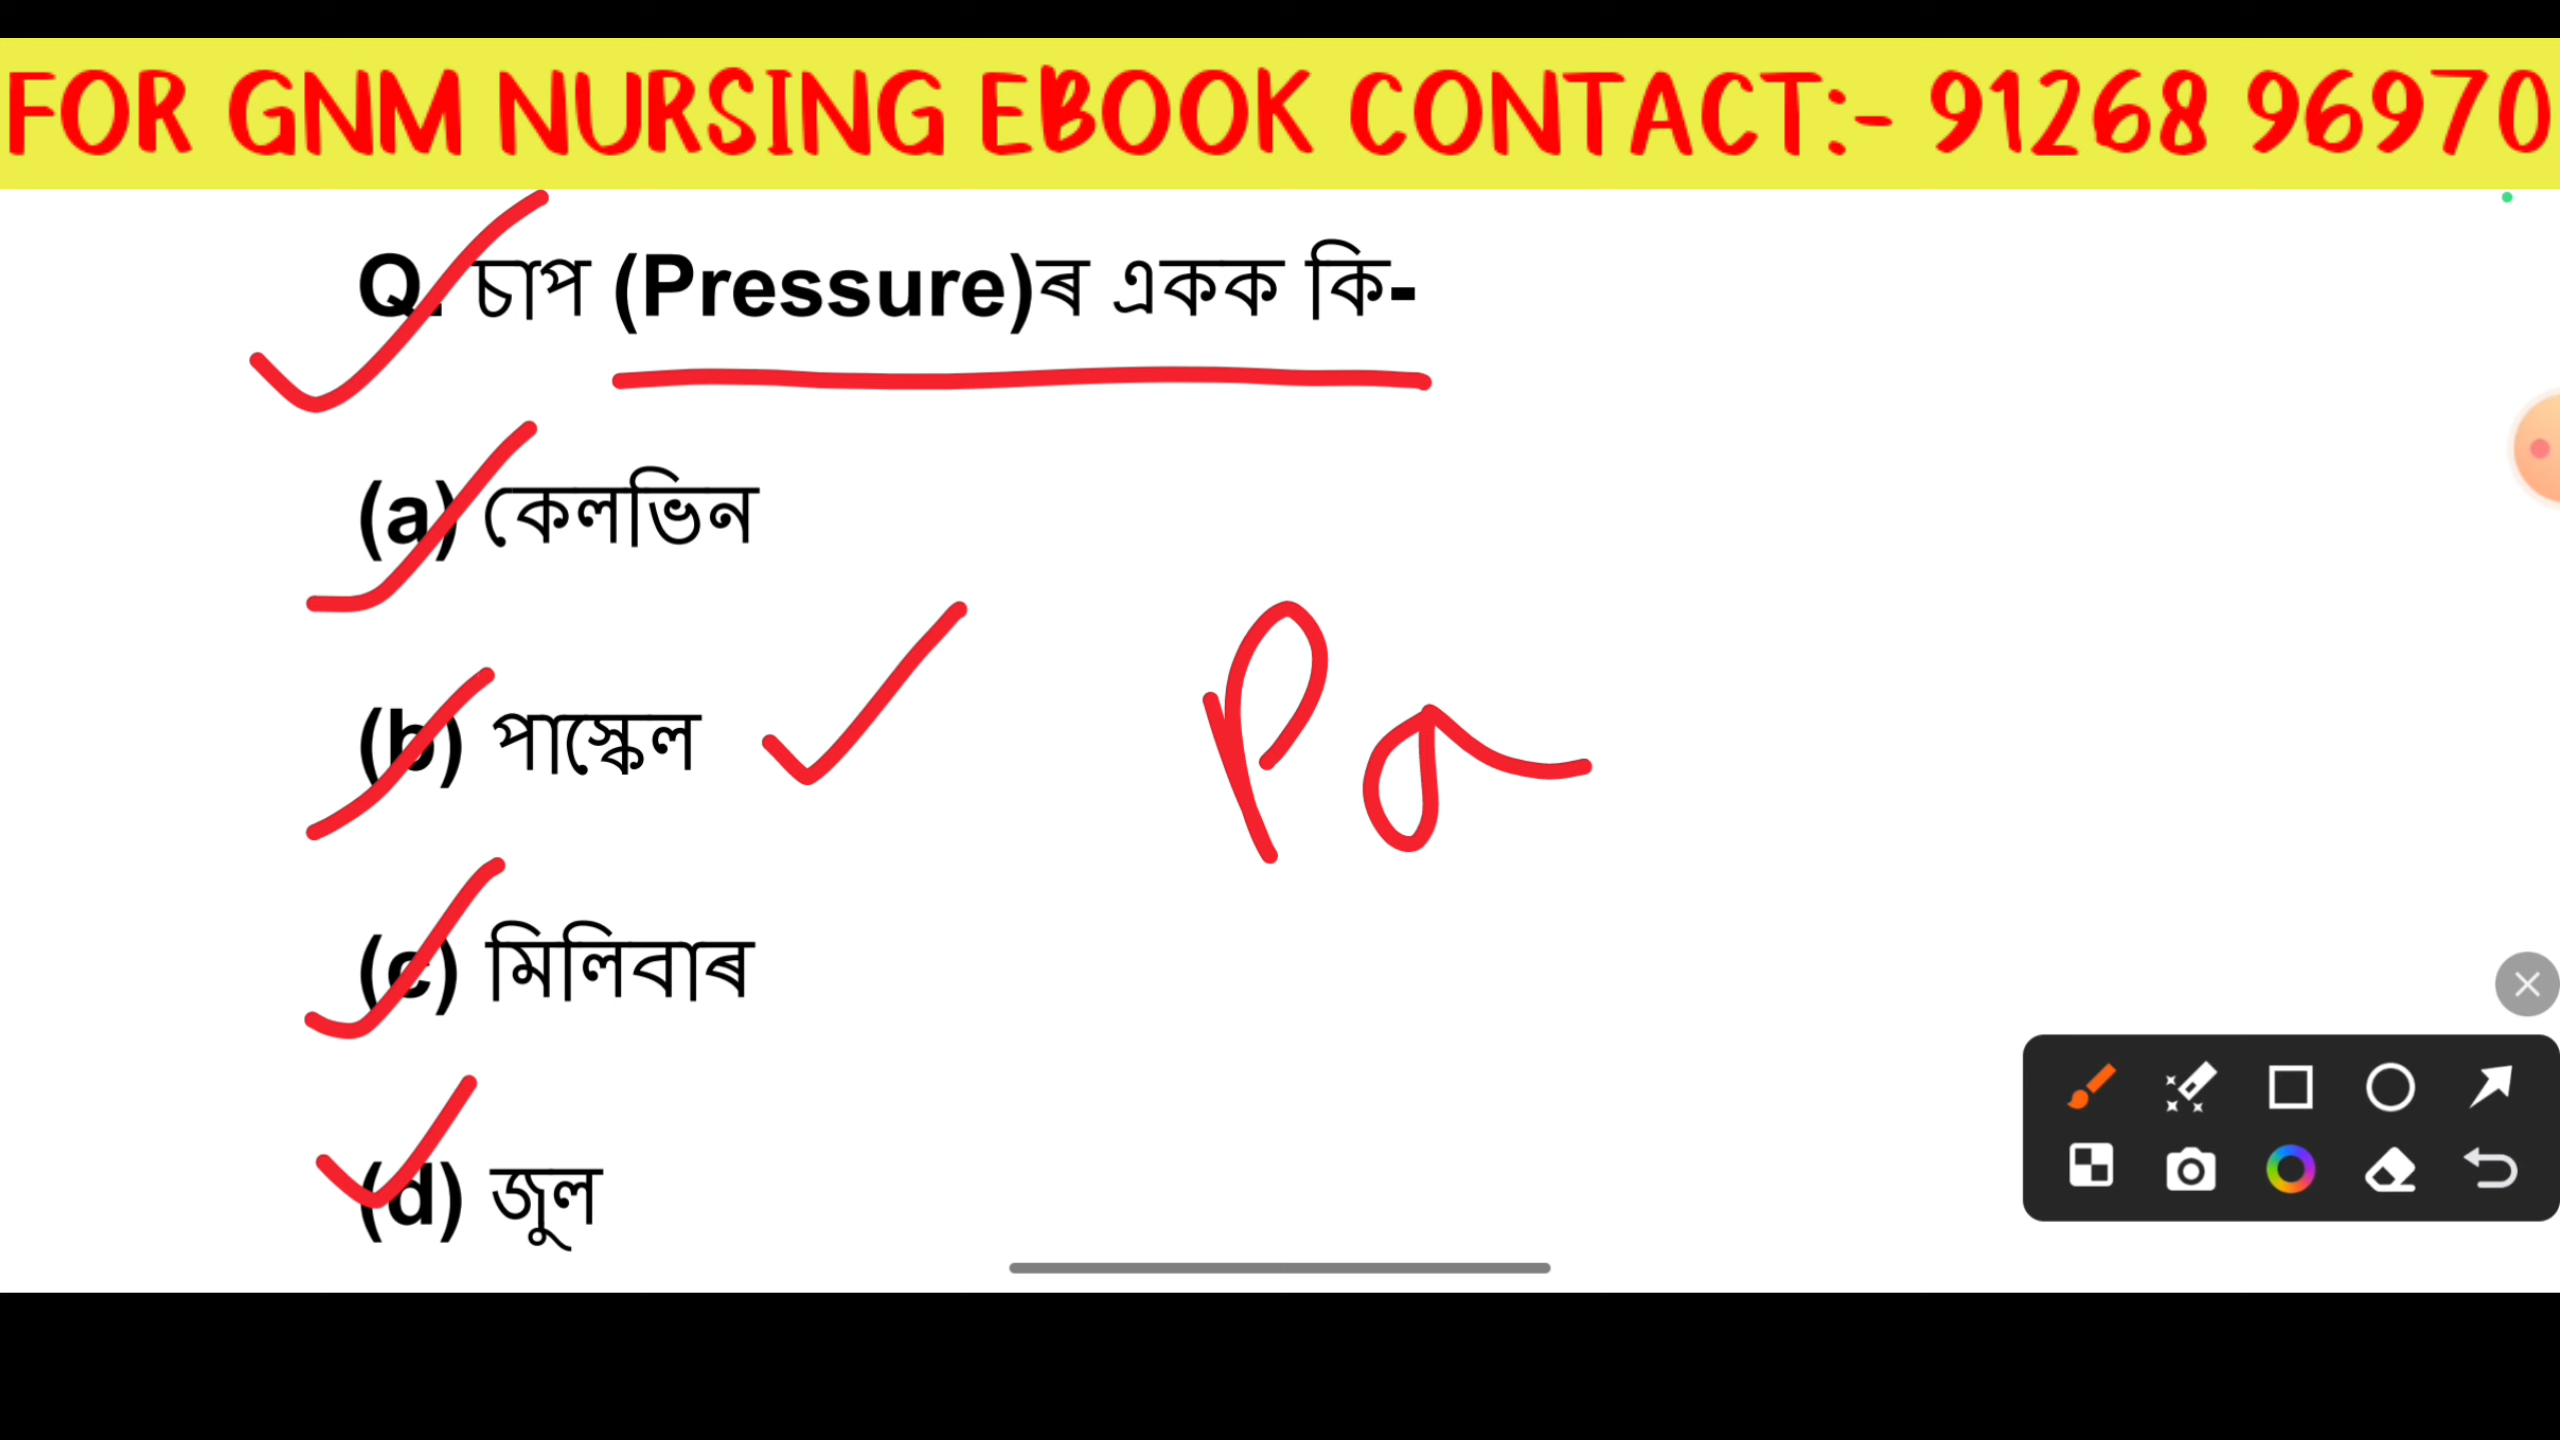 FOR GNM NURSING EBOOK CONTACT:- 91268 96970
Q. চাপ (Pressure)ৰ একক কি-
(a) কেলভিন
(b) পাস্কেল
Pa
(c) মিলিবাৰ
(d) জুল